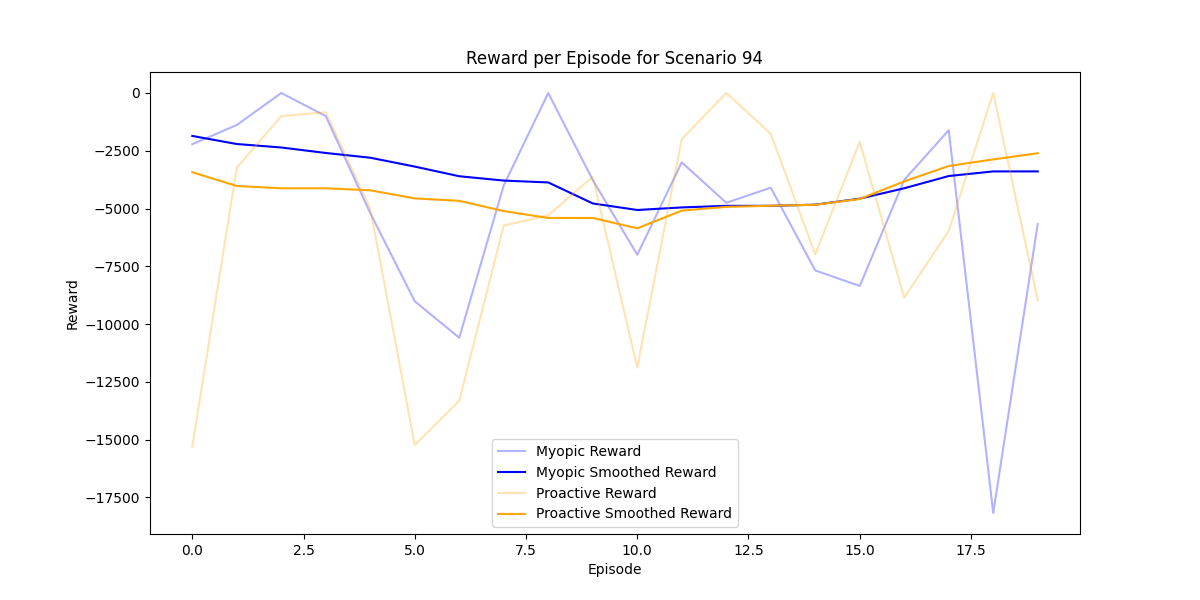 Reward per Episode for Scenario 94
0
−2500
−5000
−7500
−10000
−12500
−15000
−17500
Reward
Myopic Reward
Myopic Smoothed Reward
Proactive Reward
Proactive Smoothed Reward
0.0 2.5 5.0 7.5 10.0 12.5 15.0 17.5
Episode